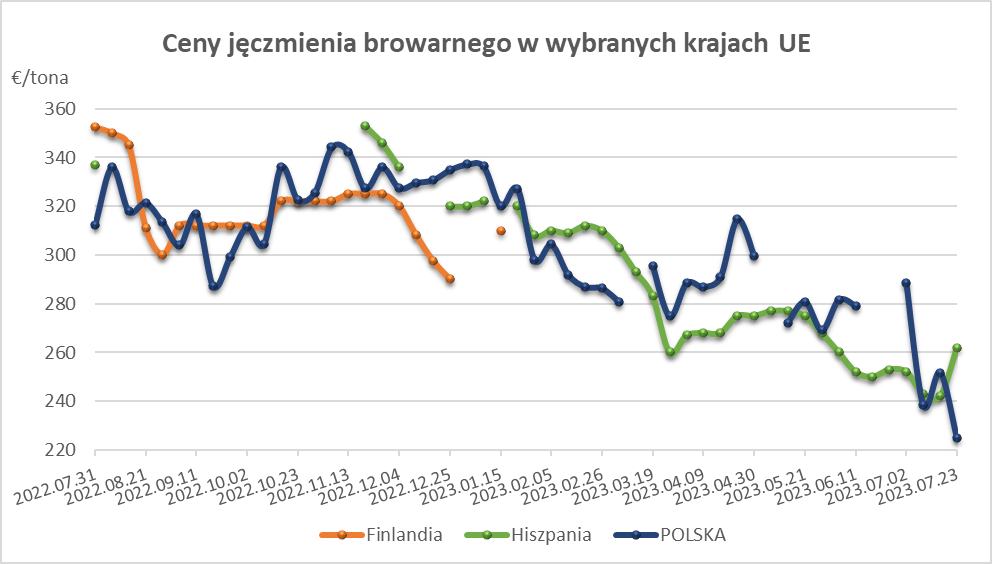 Ceny jęczmienia browarnego w wybranych krajach UE
€/tona
360
340
320
300
280
260
240
220
2022.07.31 2022.08.21 2022.09.11 2022.10.02 2022.10.23 2022.11.13 2022.12.04 2022.12.25 2023.01.15 2023.02.05 2023.02.26 2023.03.19 2023.04.09 2023.04.30 2023.05.21 2023.06.11 2023.07.02 2023.07.23
Finlandia Hiszpania POLSKA